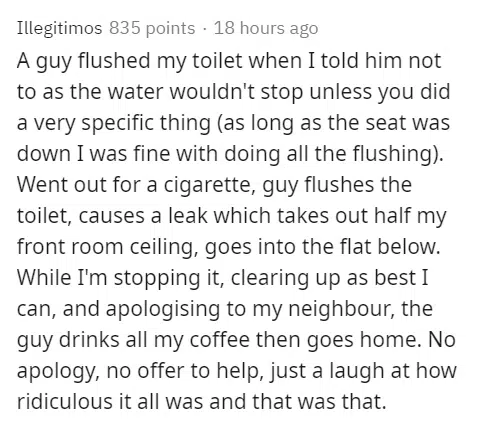 Illegitimos 835 points · 18 hours ago
A guy flushed my toilet when I told him not
to as the water wouldn't stop unless you did
a very specific thing (as long as the seat was
down I was fine with doing all the flushing).
Went out for a cigarette, guy flushes the
toilet, causes a leak which takes out half my
front room ceiling, goes into the flat below.
While I'm stopping it, clearing up as best I
can, and apologising to my neighbour, the
guy drinks all my coffee then goes home. No
apology, no offer to help, just a laugh at how
ridiculous it all was and that was that.